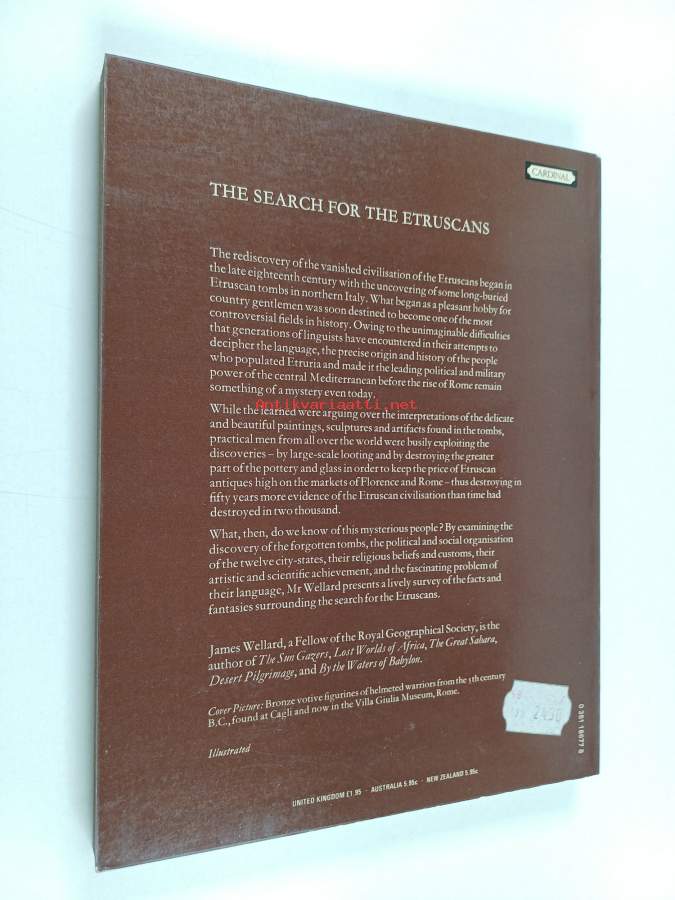 CARDINAL
THE SEARCH FOR THE ETRUSCANS
The rediscovery of the vanished civilisation of the Etruscans began in
the late eighteenth century with the uncovering of some long-buried
Etruscan tombs in northern Italy. What began as a pleasant hobby for
country gentlemen was soon destined to become one of the most
controversial fields in history. Owing to the unimaginable difficulties
that generations of linguists have encountered in their attempts to
decipher the language, the precise origin and history of the people
who populated Etruria and made it the leading political and military
power of the central Mediterranean before the rise of Rome remain
something of a mystery even today.
Antikvariaatti.net
While the learned were arguing over the interpretations of the delicate
and beautiful paintings, sculptures and artifacts found in the tombs,
practical men from all over the world were busily exploiting the
discoveries – by large-scale looting and by destroying the greater
part of the pottery and glass in order to keep the price of Etruscan
antiques high on the markets of Florence and Rome – thus destroying in
fifty years more evidence of the Etruscan civilisation than time had
destroyed in two thousand.
What, then, do we know of this mysterious people? By examining the
discovery of the forgotten tombs, the political and social organisation
of the twelve city-states, their religious beliefs and customs, their
artistic and scientific achievement, and the fascinating problem of
their language, Mr Wellard presents a lively survey of the facts and
fantasies surrounding the search for the Etruscans.
James Wellard, a Fellow of the Royal Geographical Society, is the
author of The Sun Gazers, Lost Worlds of Africa, The Great Sahara,
Desert Pilgrimage, and By the Waters of Babylon.
Cover Picture: Bronze votive figurines of helmeted warriors from the 5th century
B.C., found at Cagli and now in the Villa Giulia Museum, Rome.
Illustrated
UNITED KINGDOM £1.95 · AUSTRALIA 5.95c · NEW ZEALAND 5.95c